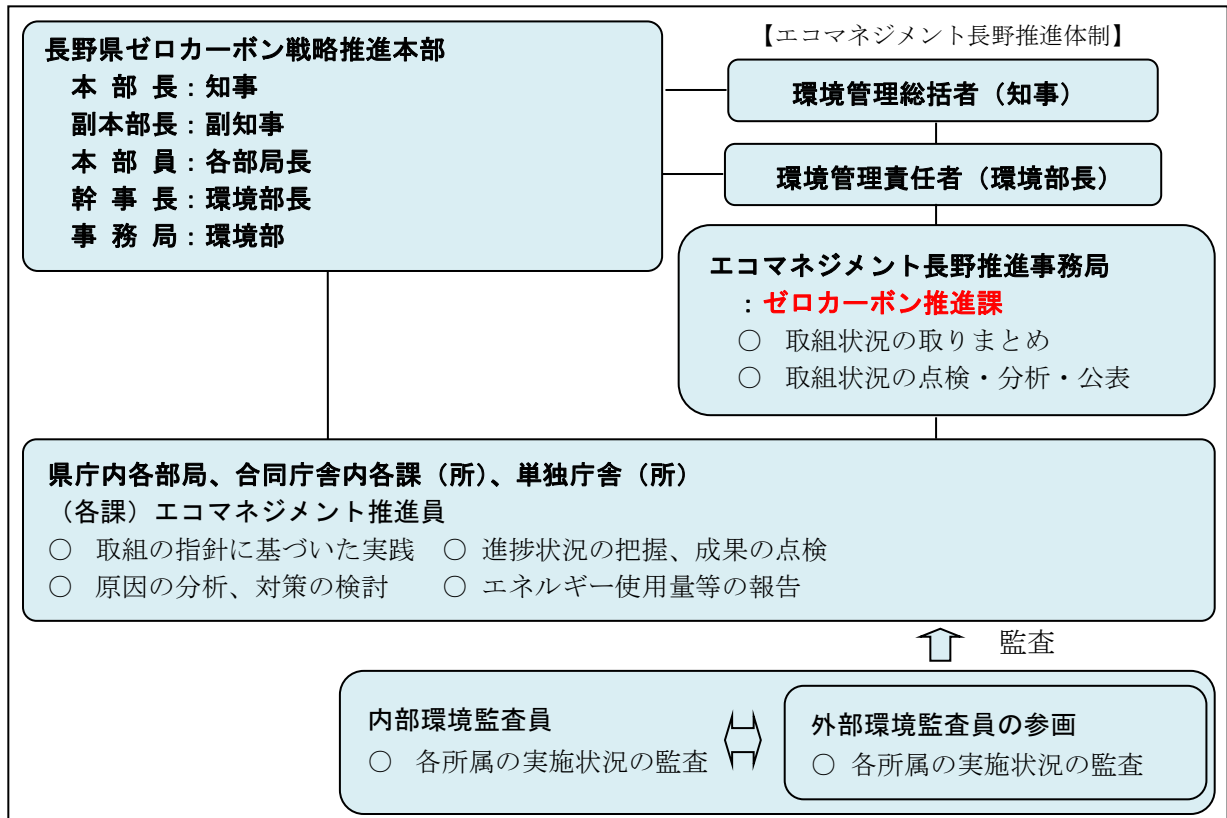 長野県ゼロカーボン戦略推進本部
本 部 長：知事
副本部長：副知事
本 部 員：各部局長
幹 事 長：環境部長
事 務 局：環境部
【エコマネジメント長野推進体制】
環境管理総括者（知事）
環境管理責任者（環境部長）
エコマネジメント長野推進事務局
：ゼロカーボン推進課
○ 取組状況の取りまとめ
○ 取組状況の点検・分析・公表
県庁内各部局、合同庁舎内各課（所）、単独庁舎（所）
（各課）エコマネジメント推進員
○ 取組の指針に基づいた実践 ○ 進捗状況の把握、成果の点検
○ 原因の分析、対策の検討 ○ エネルギー使用量等の報告
監査
内部環境監査員
○ 各所属の実施状況の監査
外部環境監査員の参画
○ 各所属の実施状況の監査